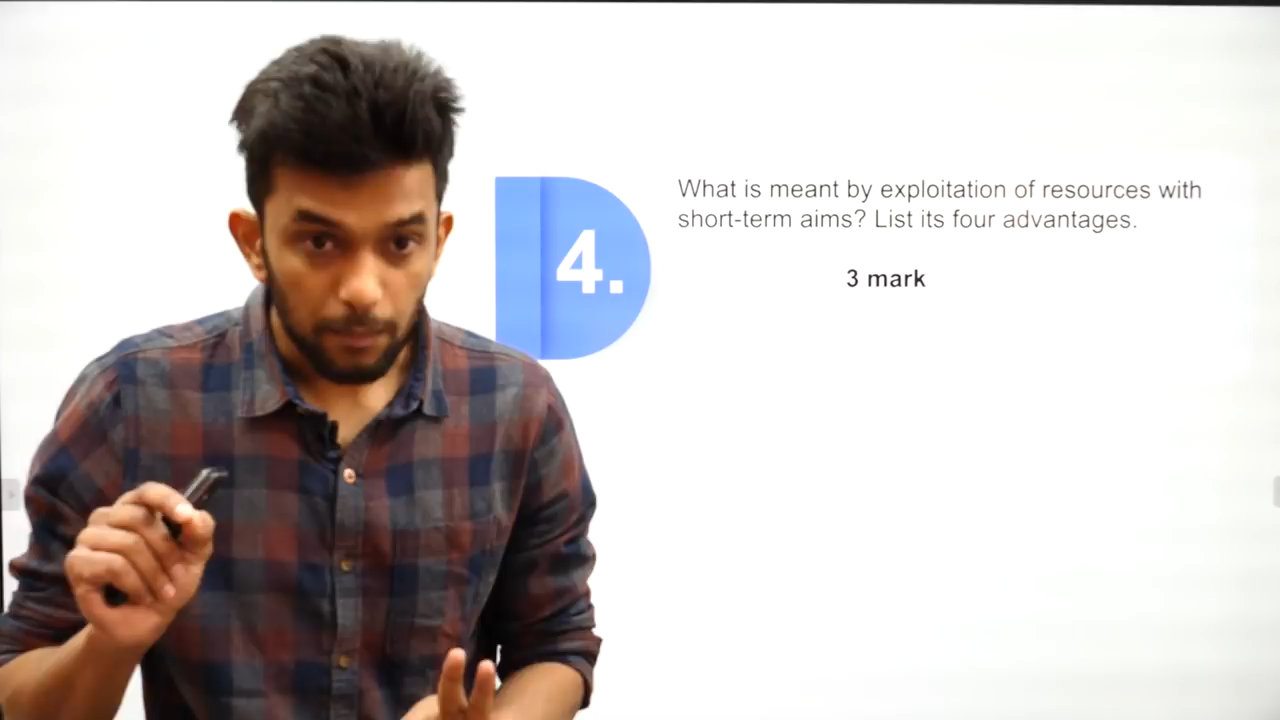 4.
What is meant by exploitation of resources with
short-term aims? List its four advantages.
3 mark